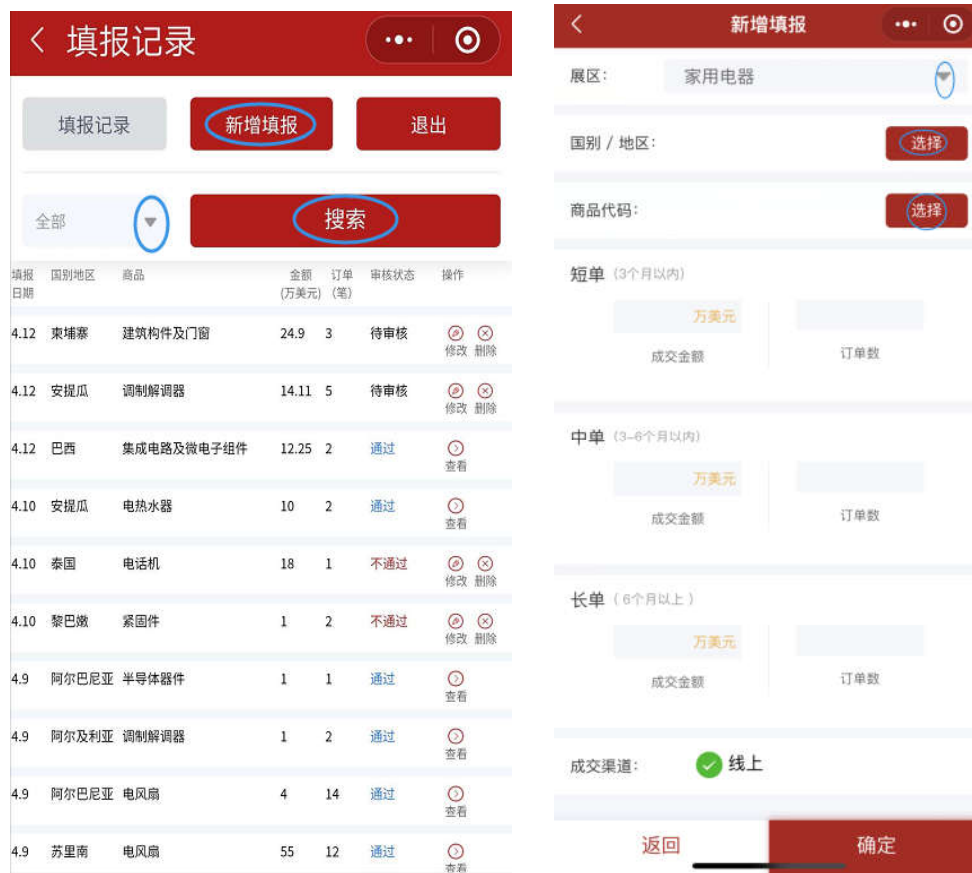 填报记录
填报记录 新增填报 退出
全部 搜索
填报日期 国别地区 商品 金额(万美元) 订单(笔) 审核状态 操作
4.12 柬埔寨 建筑构件及门窗 24.9 3 待审核 修改 删除
4.12 安提瓜 调制解调器 14.11 5 待审核 修改 删除
4.12 巴西 集成电路及微电子组件 12.25 2 通过 查看
4.10 安提瓜 电热水器 10 2 通过 查看
4.10 泰国 电话机 18 1 不通过 修改 删除
4.10 黎巴嫩 紧固件 1 2 不通过 修改 删除
4.9 阿尔巴尼亚 半导体器件 1 1 通过 查看
4.9 阿尔及利亚 调制解调器 1 2 通过 查看
4.9 阿尔巴尼亚 电风扇 4 14 通过 查看
4.9 苏里南 电风扇 55 12 通过 查看
新增填报
展区: 家用电器
国别 / 地区: 选择
商品代码: 选择
短单 (3个月以内)
万美元
成交金额 订单数
中单 (3-6个月以内)
万美元
成交金额 订单数
长单 (6个月以上)
万美元
成交金额 订单数
成交渠道: 线上
返回 确定